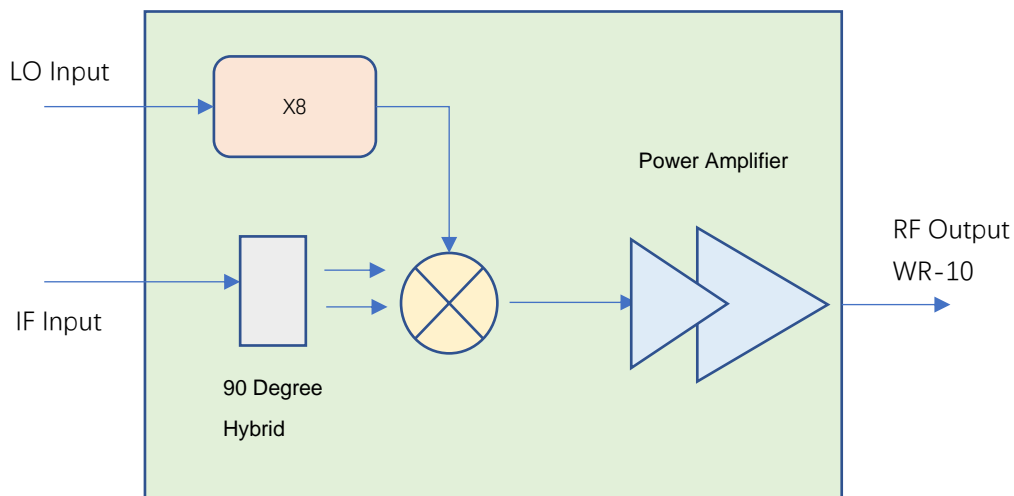 LO Input
X8
Power Amplifier
RF Output
WR-10
IF Input
90 Degree
Hybrid